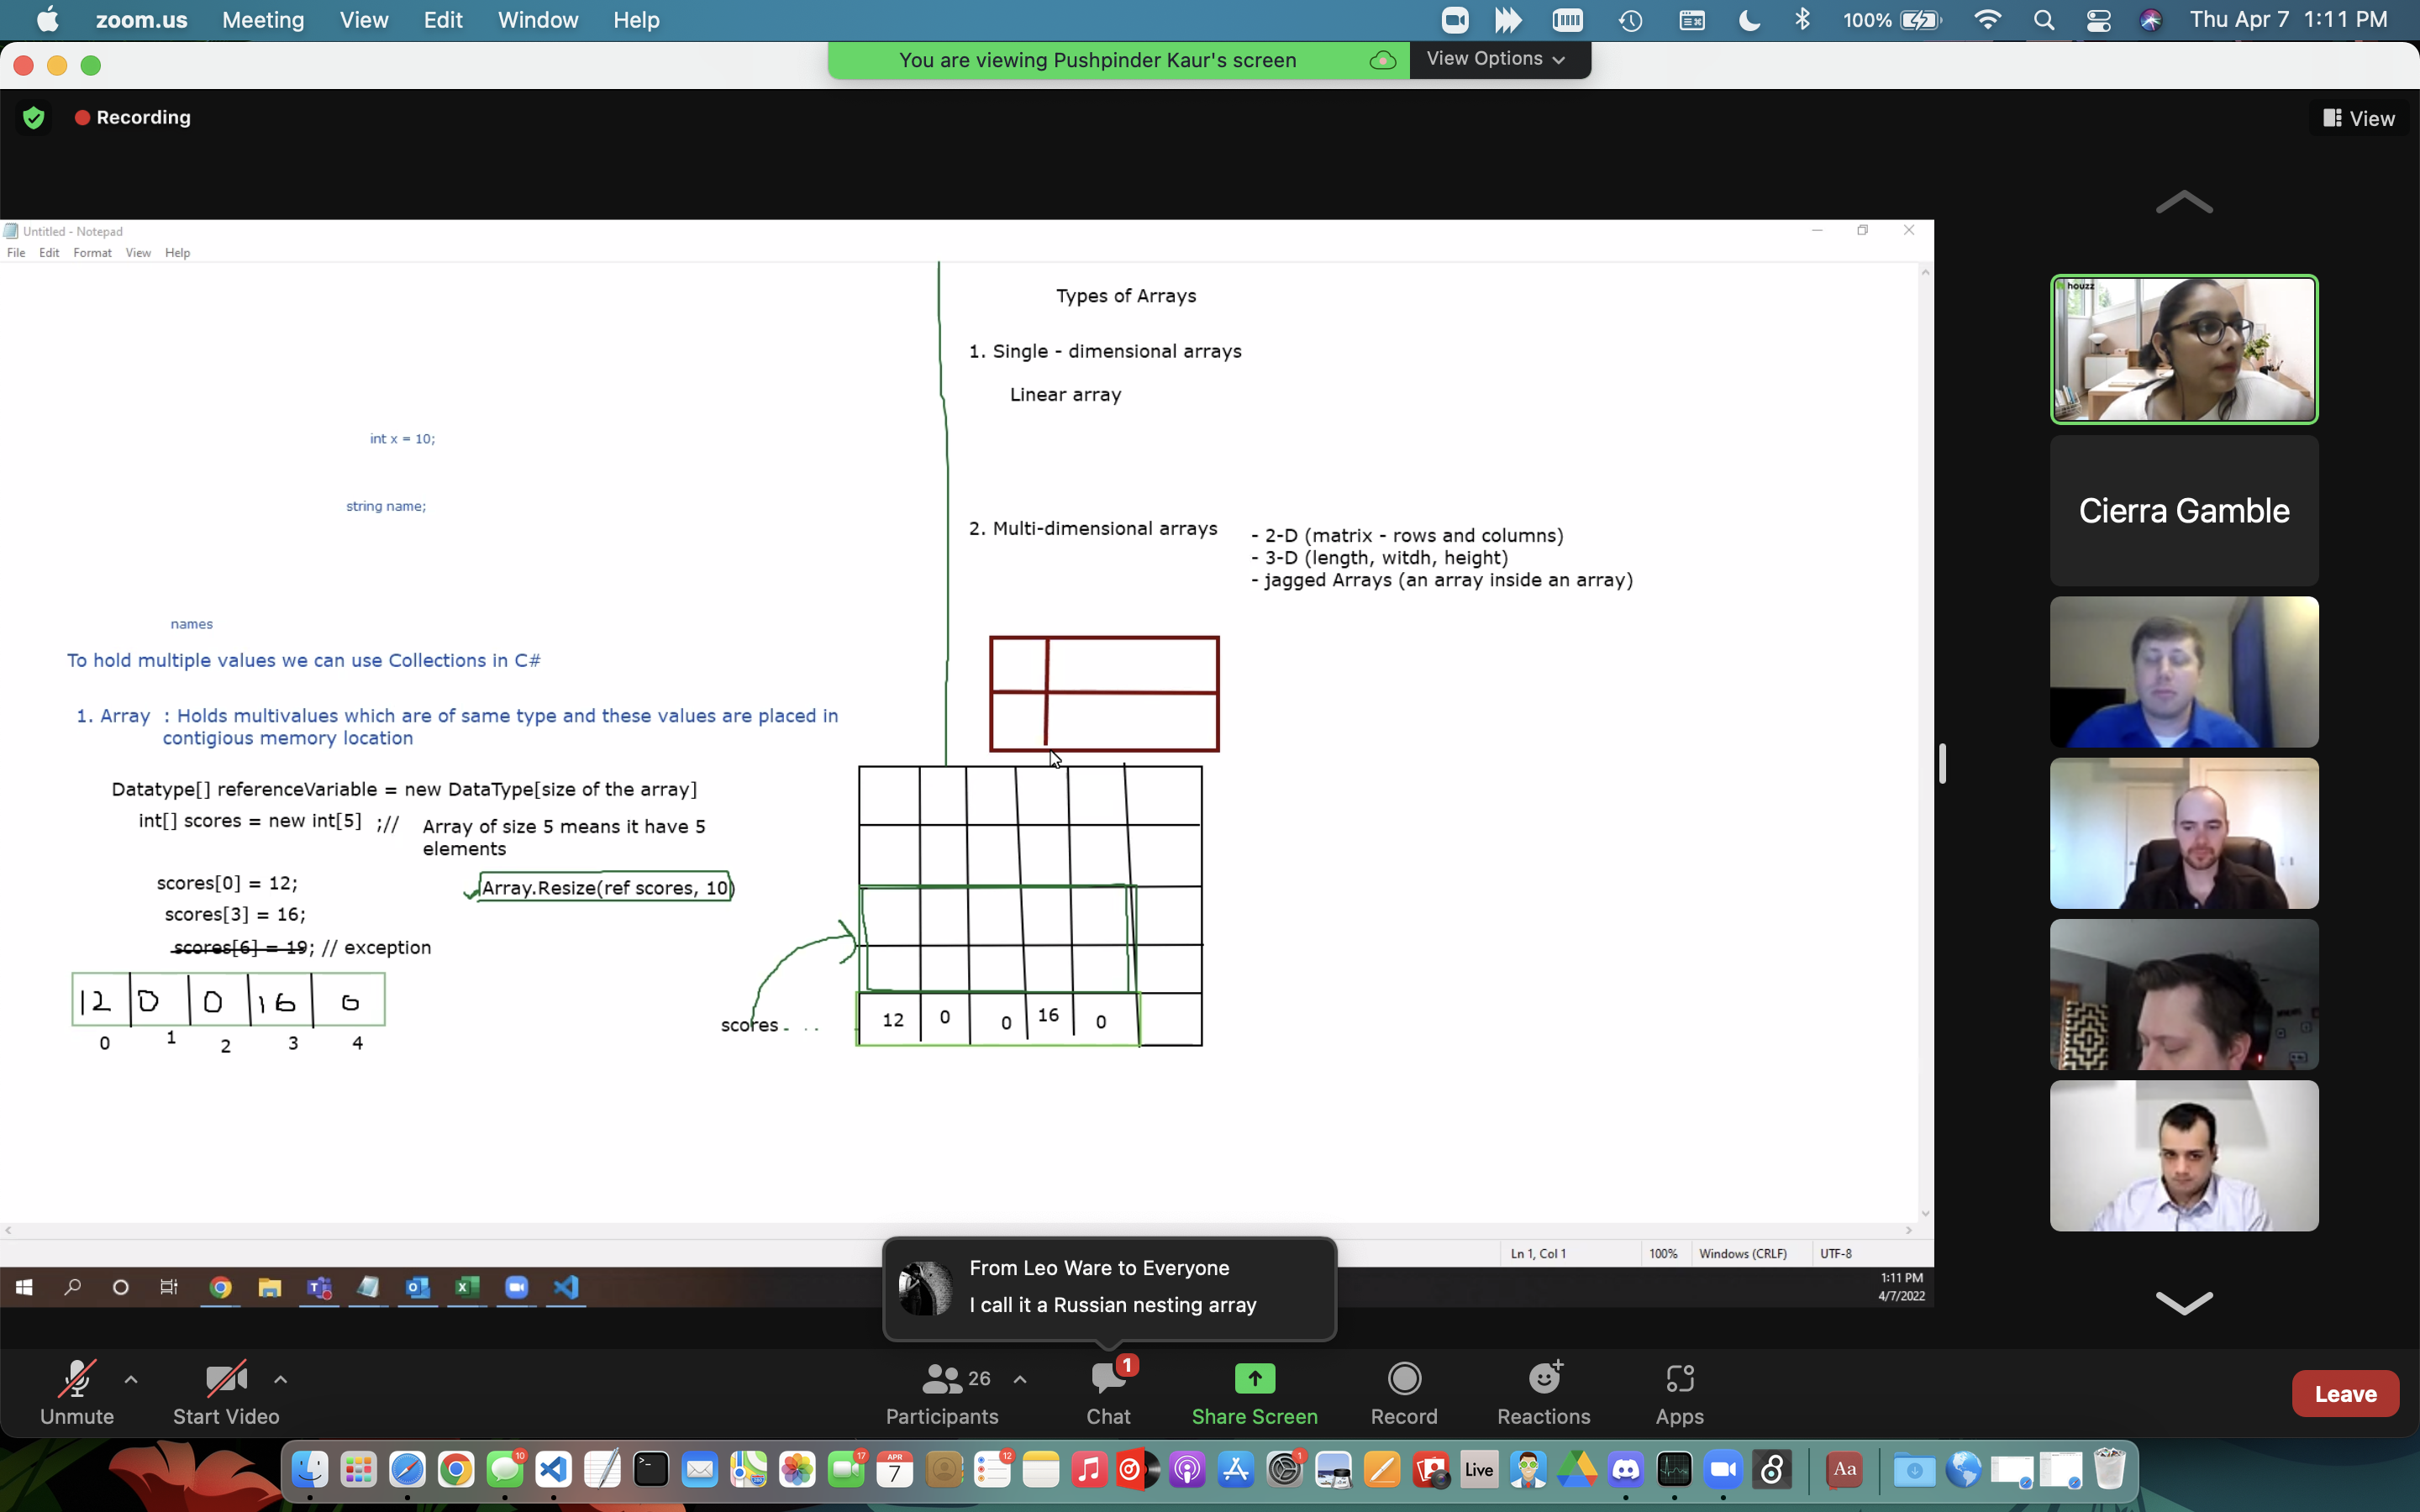 zoom.us Meeting View Edit Window Help
100% Thu Apr 7 1:11 PM
You are viewing Pushpinder Kaur's screen
View Options
Recording
View
Untitled - Notepad
File Edit Format View Help
int x = 10;
string name;
names
To hold multiple values we can use Collections in C#
1. Array : Holds multivalues which are of same type and these values are placed in
contigious memory location
Datatype[] referenceVariable = new DataType[size of the array]
int[] scores = new int[5] ;// Array of size 5 means it have 5
elements
scores[0] = 12;
Array.Resize(ref scores, 10)
scores[3] = 16;
scores[6] = 19; // exception
12 0 0 16 0
0 1 2 3 4
Types of Arrays
1. Single - dimensional arrays
Linear array
2. Multi-dimensional arrays
- 2-D (matrix - rows and columns)
- 3-D (length, witdh, height)
- jagged Arrays (an array inside an array)
scores
12 0 0 16 0
Ln 1, Col 1 100% Windows (CRLF) UTF-8
1:11 PM
4/7/2022
houzz
Cierra Gamble
From Leo Ware to Everyone
I call it a Russian nesting array
Unmute
Start Video
26
Participants
1
Chat
Share Screen
Record
Reactions
Apps
Leave
10
17
APR
7
12
1
Live
Aa